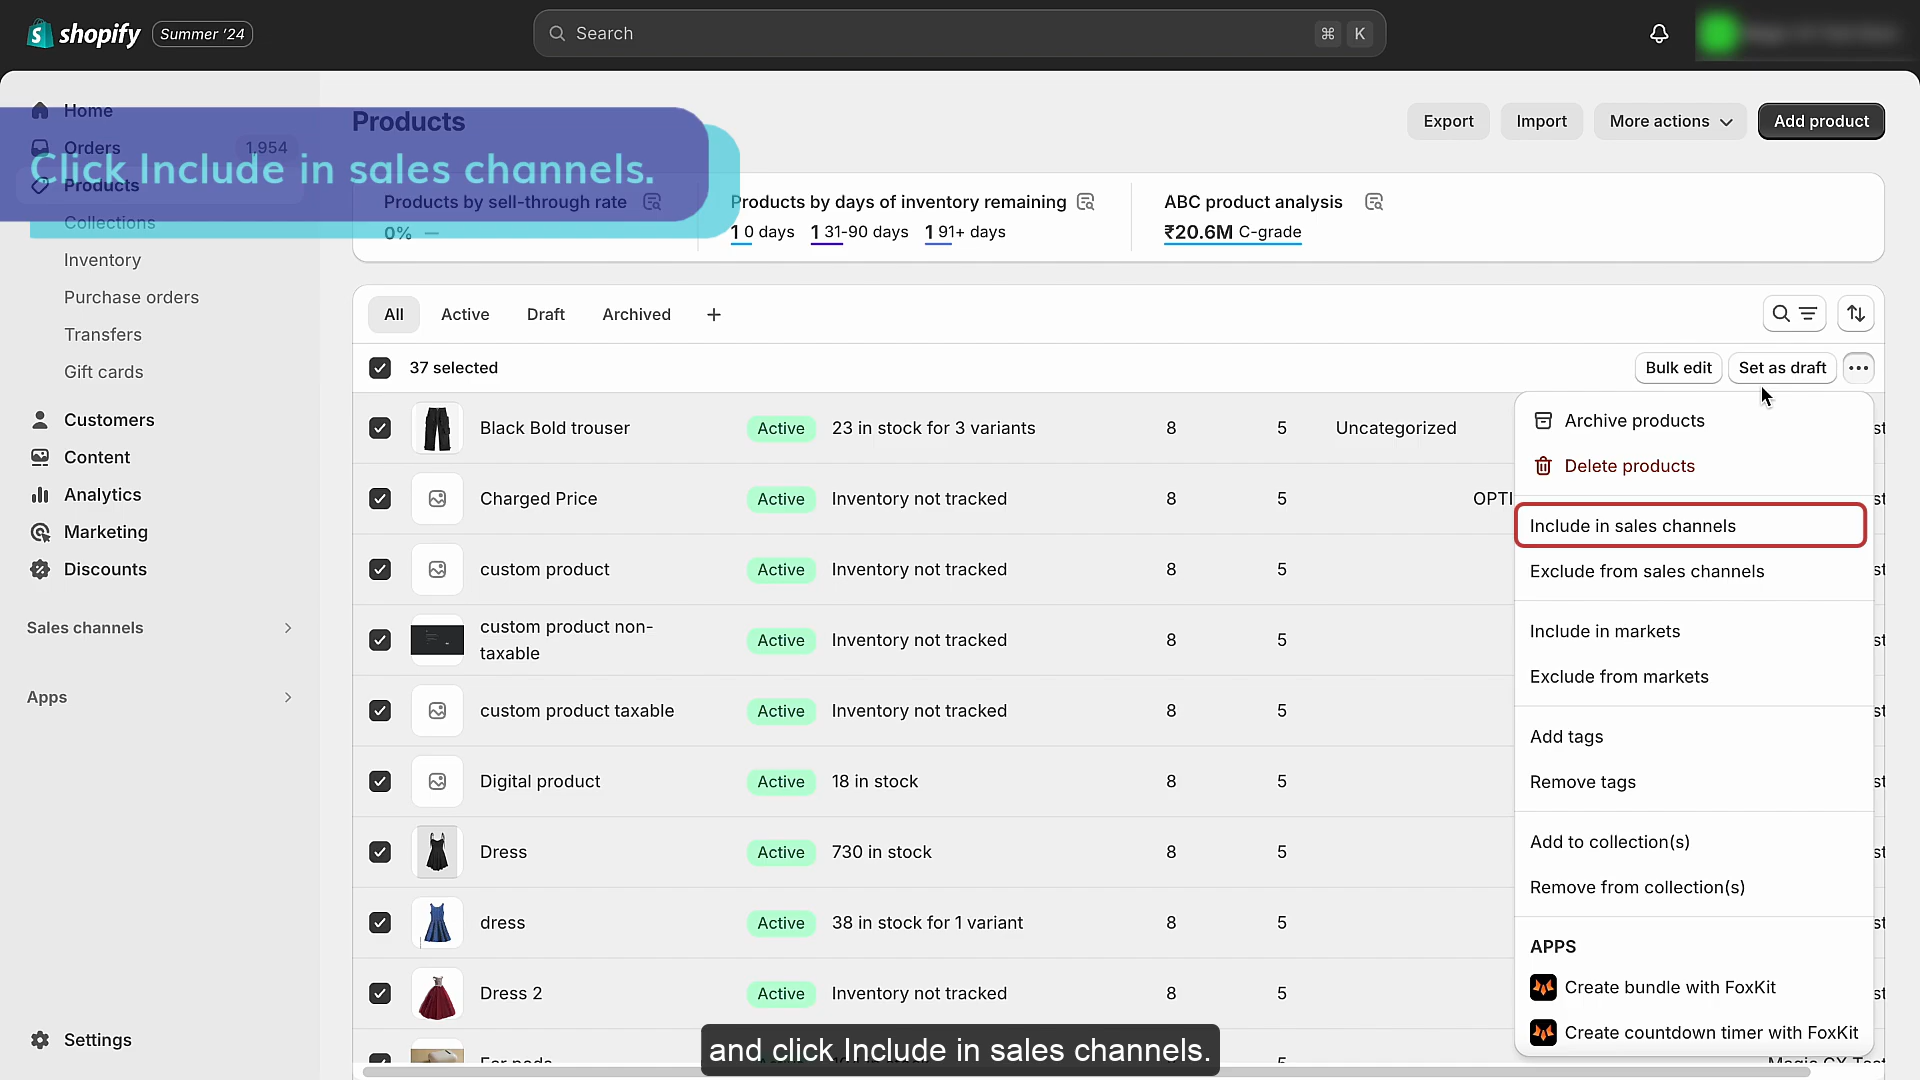 shopify
Summer '24
Search
⌘ K
Home
Orders 1,954
Products
Collections
Inventory
Purchase orders
Transfers
Gift cards
Customers
Content
Analytics
Marketing
Discounts
Sales channels
Apps
Settings
Click Include in sales channels.
Products
Export
Import
More actions
Add product
Products by sell-through rate
0% —
Products by days of inventory remaining
1 0 days 1 31-90 days 1 91+ days
ABC product analysis
₹20.6M C-grade
All Active Draft Archived +
37 selected
Bulk edit
Set as draft
Black Bold trouser Active 23 in stock for 3 variants 8 5 Uncategorized
Charged Price Active Inventory not tracked 8 5 OPTI
custom product Active Inventory not tracked 8 5
custom product non-
taxable Active Inventory not tracked 8 5
custom product taxable Active Inventory not tracked 8 5
Digital product Active 18 in stock 8 5
Dress Active 730 in stock 8 5
dress Active 38 in stock for 1 variant 8 5
Dress 2 Active Inventory not tracked 8 5
Archive products
Delete products
Include in sales channels
Exclude from sales channels
Include in markets
Exclude from markets
Add tags
Remove tags
Add to collection(s)
Remove from collection(s)
APPS
Create bundle with FoxKit
Create countdown timer with FoxKit
and click Include in sales channels.